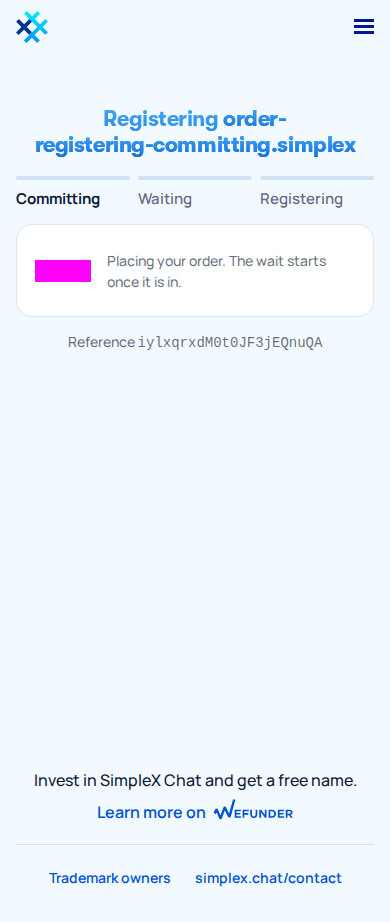 Registering order-
registering-committing.simplex
Committing
Waiting
Registering
Placing your order. The wait starts
once it is in.
Reference iylxqrxdM0t0JF3jEQnuQA
Invest in SimpleX Chat and get a free name.
Learn more on WEFUNDER
Trademark owners
simplex.chat/contact